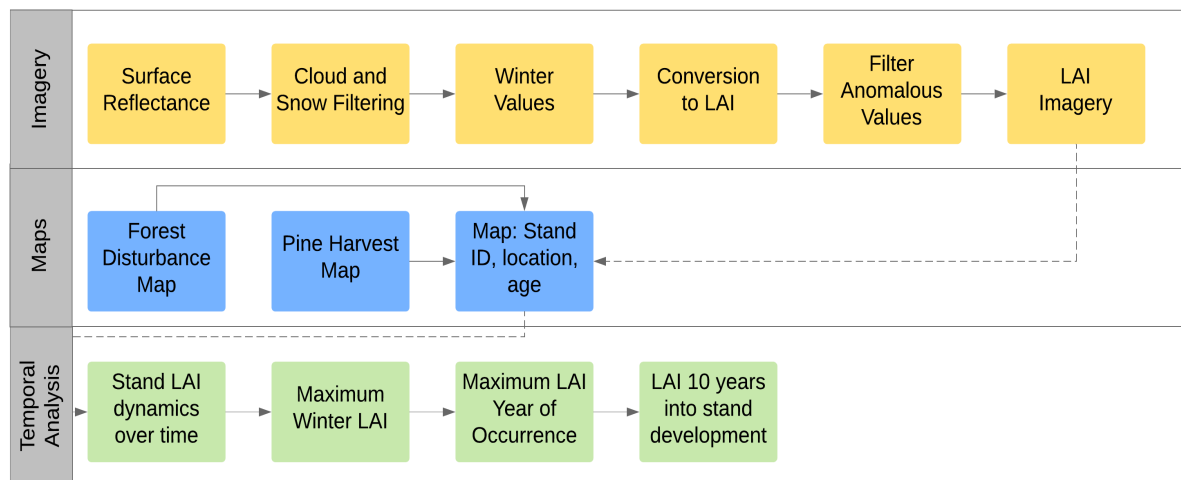 Imagery
Surface
Reflectance
Cloud and
Snow Filtering
Winter
Values
Conversion
to LAI
Filter
Anomalous
Values
LAI
Imagery
Maps
Forest
Disturbance
Map
Pine Harvest
Map
Map: Stand
ID, location,
age
Temporal
Analysis
Stand LAI
dynamics
over time
Maximum
Winter LAI
Maximum LAI
Year of
Occurrence
LAI 10 years
into stand
development